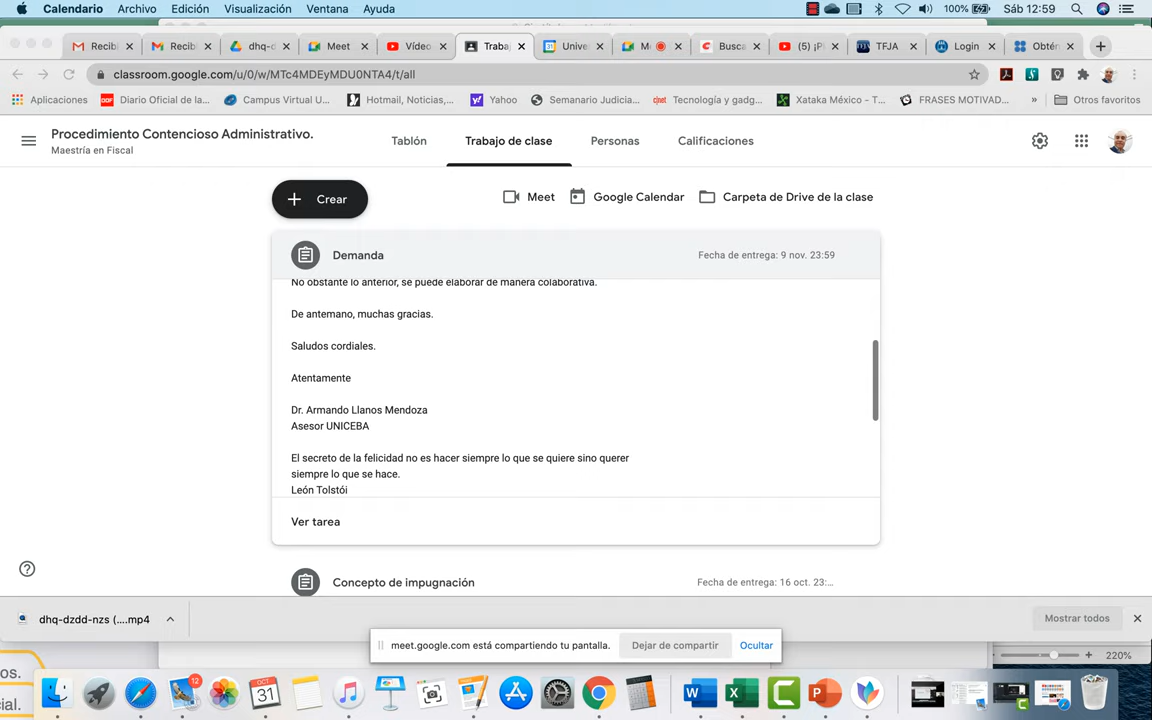 Calendario Archivo Edición Visualización Ventana Ayuda 100% Sáb 12:59
Recibi Recib dhq-d Meet Vídeo Traba Unive M Busca (5) ¡P TFJA Login Obtén
classroom.google.com/u/0/w/MTc4MDEyMDU0NTA4/t/all
Aplicaciones Diario Oficial de la... Campus Virtual U... Hotmail, Noticias,... Yahoo Semanario Judicia... Tecnología y gadg... Xataka México - T... FRASES MOTIVAD... » Otros favoritos
Procedimiento Contencioso Administrativo.
Maestría en Fiscal
Tablón Trabajo de clase Personas Calificaciones
Crear Meet Google Calendar Carpeta de Drive de la clase
Demanda Fecha de entrega: 9 nov. 23:59
No obstante lo anterior, se puede elaborar de manera colaborativa.
De antemano, muchas gracias.
Saludos cordiales.
Atentamente
Dr. Armando Llanos Mendoza
Asesor UNICEBA
El secreto de la felicidad no es hacer siempre lo que se quiere sino querer
siempre lo que se hace.
León Tolstói
Ver tarea
Concepto de impugnación Fecha de entrega: 16 oct. 23:...
dhq-dzdd-nzs (....mp4 Mostrar todos
meet.google.com está compartiendo tu pantalla. Dejar de compartir Ocultar
220%
os.
cial.
12
OCT
31